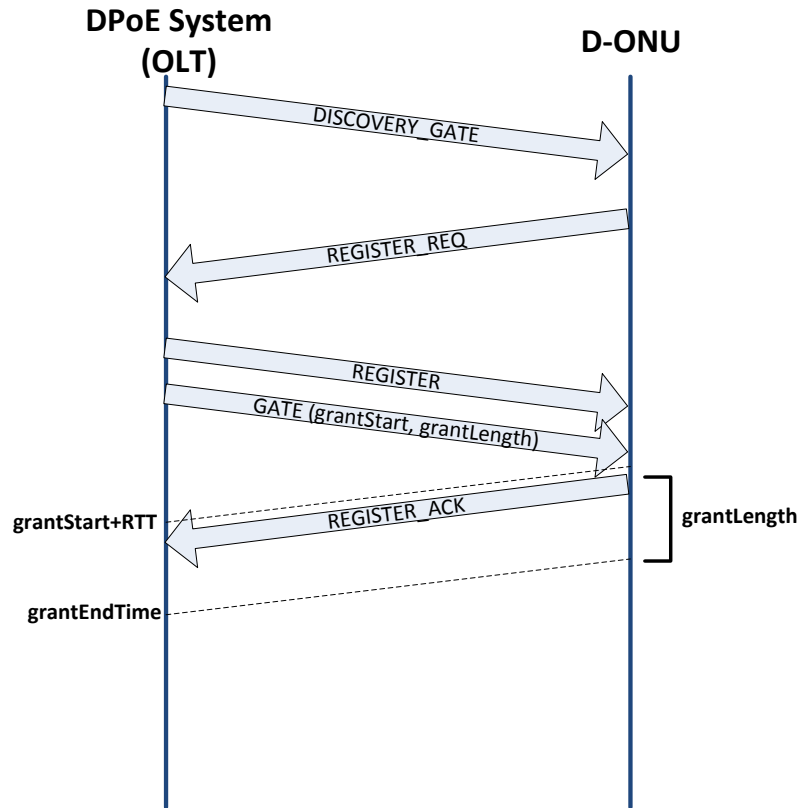 DPoE System
(OLT)
D-ONU
DISCOVERY_GATE
REGISTER_REQ
REGISTER
GATE (grantStart, grantLength)
grantStart+RTT
REGISTER_ACK
grantLength
grantEndTime